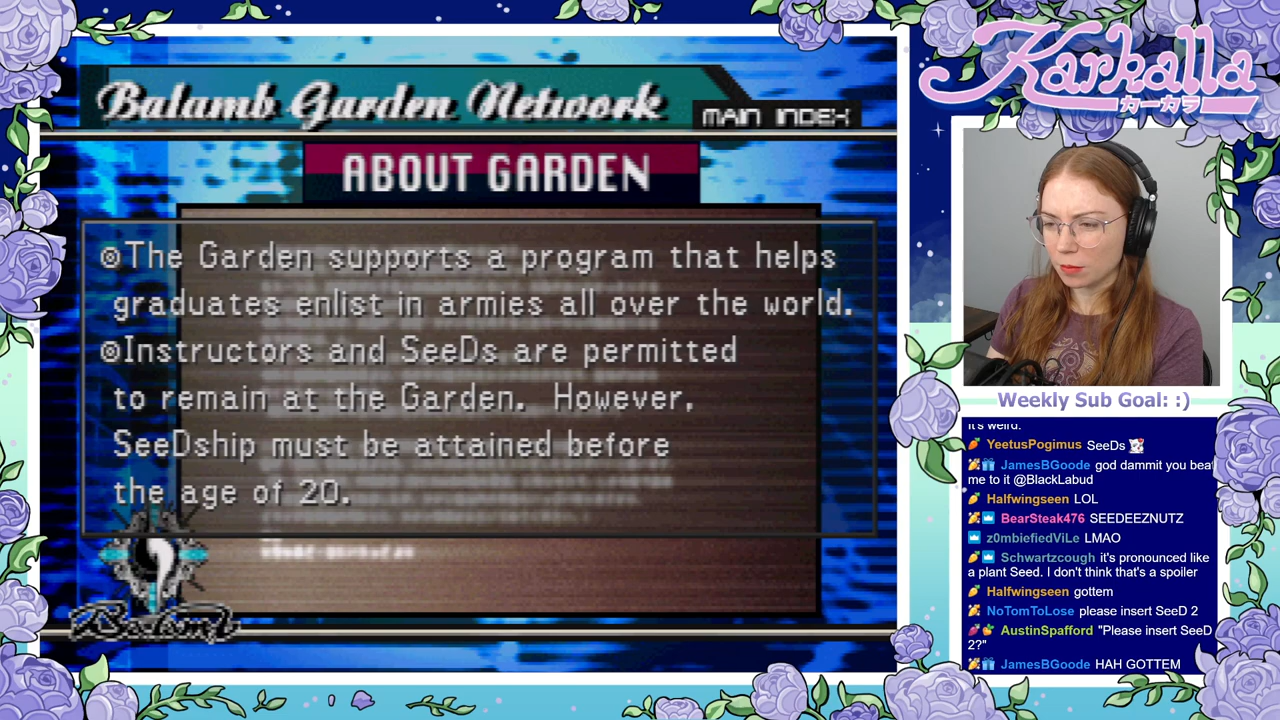 Balamb Garden Network
MAIN INDEX
ABOUT GARDEN
◎The Garden supports a program that helps
graduates enlist in armies all over the world.
◎Instructors and SeeDs are permitted
to remain at the Garden. However,
SeeDship must be attained before
the age of 20.
Balamb
Karkalla
カーカラ
Weekly Sub Goal: :)
it's weird.
YeetusPogimus SeeDs
JamesBGoode god dammit you beat
me to it @BlackLabud
Halfwingseen LOL
BearSteak476 SEEDEEZNUTZ
z0mbiefiedViLe LMAO
Schwartzcough it's pronounced like
a plant Seed. I don't think that's a spoiler
Halfwingseen gottem
NoTomToLose please insert SeeD 2
AustinSpafford "Please insert SeeD
2?"
JamesBGoode HAH GOTTEM